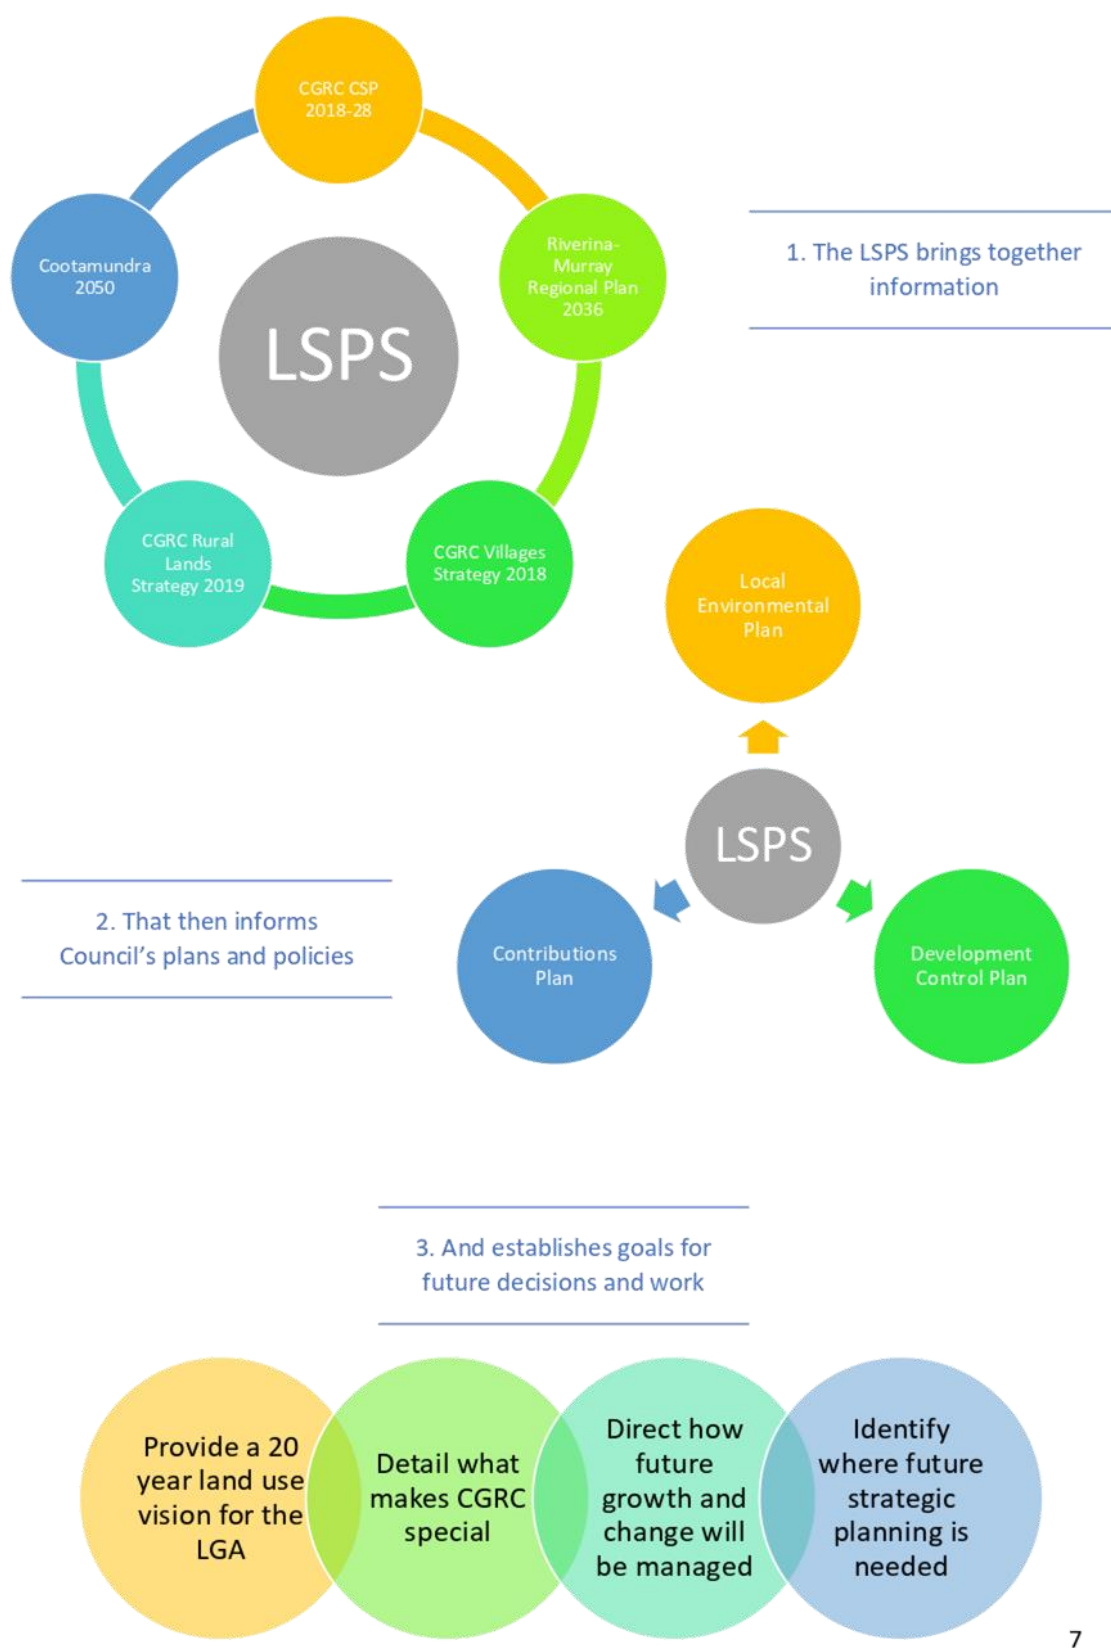 CGRC CSP
2018-28
Cootamundra
2050
Riverina-
Murray
Regional Plan
2036
LSPS
CGRC Rural
Lands
Strategy 2019
CGRC Villages
Strategy 2018
1. The LSPS brings together
information
Local
Environmental
Plan
LSPS
Contributions
Plan
Development
Control Plan
2. That then informs
Council’s plans and policies
3. And establishes goals for
future decisions and work
Provide a 20
year land use
vision for the
LGA
Detail what
makes CGRC
special
Direct how
future
growth and
change will
be managed
Identify
where future
strategic
planning is
needed
7